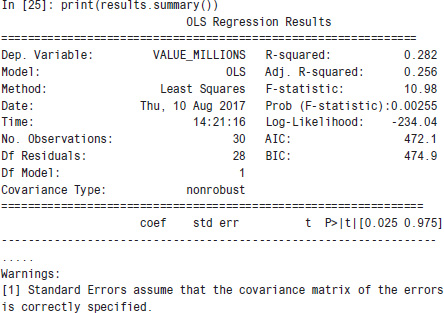 In [25]: print(results.summary())
OLS Regression Results
==============================================================
Dep. Variable: VALUE_MILLIONS R-squared: 0.282
Model: OLS Adj. R-squared: 0.256
Method: Least Squares F-statistic: 10.98
Date: Thu, 10 Aug 2017 Prob (F-statistic):0.00255
Time: 14:21:16 Log-Likelihood: -234.04
No. Observations: 30 AIC: 472.1
Df Residuals: 28 BIC: 474.9
Df Model: 1
Covariance Type: nonrobust
===============================================================
coef std err t P>|t|[0.025 0.975]
-----------------------------------------------------------------
.....
Warnings:
[1] Standard Errors assume that the covariance matrix of the errors
is correctly specified.